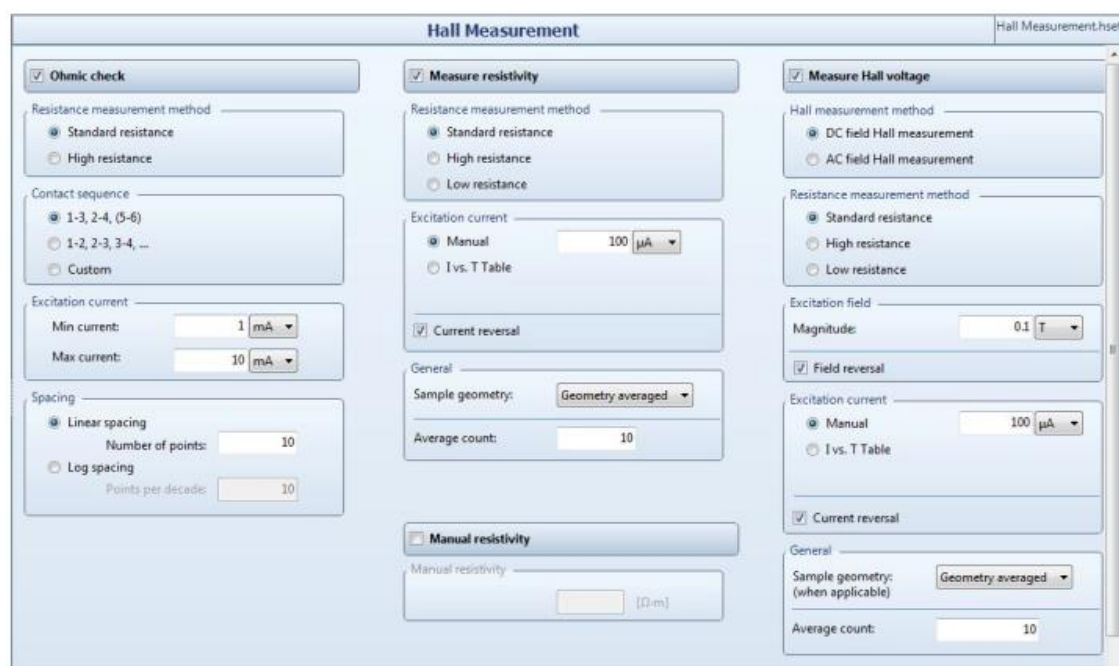 Hall Measurement
Hall Measurement.hset
Ohmic check
Resistance measurement method
Standard resistance
High resistance
Contact sequence
1-3, 2-4, (5-6)
1-2, 2-3, 3-4, ...
Custom
Excitation current
Min current: 1 mA
Max current: 10 mA
Spacing
Linear spacing
Number of points: 10
Log spacing
Points per decade: 10
Measure resistivity
Resistance measurement method
Standard resistance
High resistance
Low resistance
Excitation current
Manual 100 µA
I vs. T Table
Current reversal
General
Sample geometry: Geometry averaged
Average count: 10
Manual resistivity
Manual resistivity
[Ω·m]
Measure Hall voltage
Hall measurement method
DC field Hall measurement
AC field Hall measurement
Resistance measurement method
Standard resistance
High resistance
Low resistance
Excitation field
Magnitude: 0.1 T
Field reversal
Excitation current
Manual 100 µA
I vs. T Table
Current reversal
General
Sample geometry: Geometry averaged
(when applicable)
Average count: 10